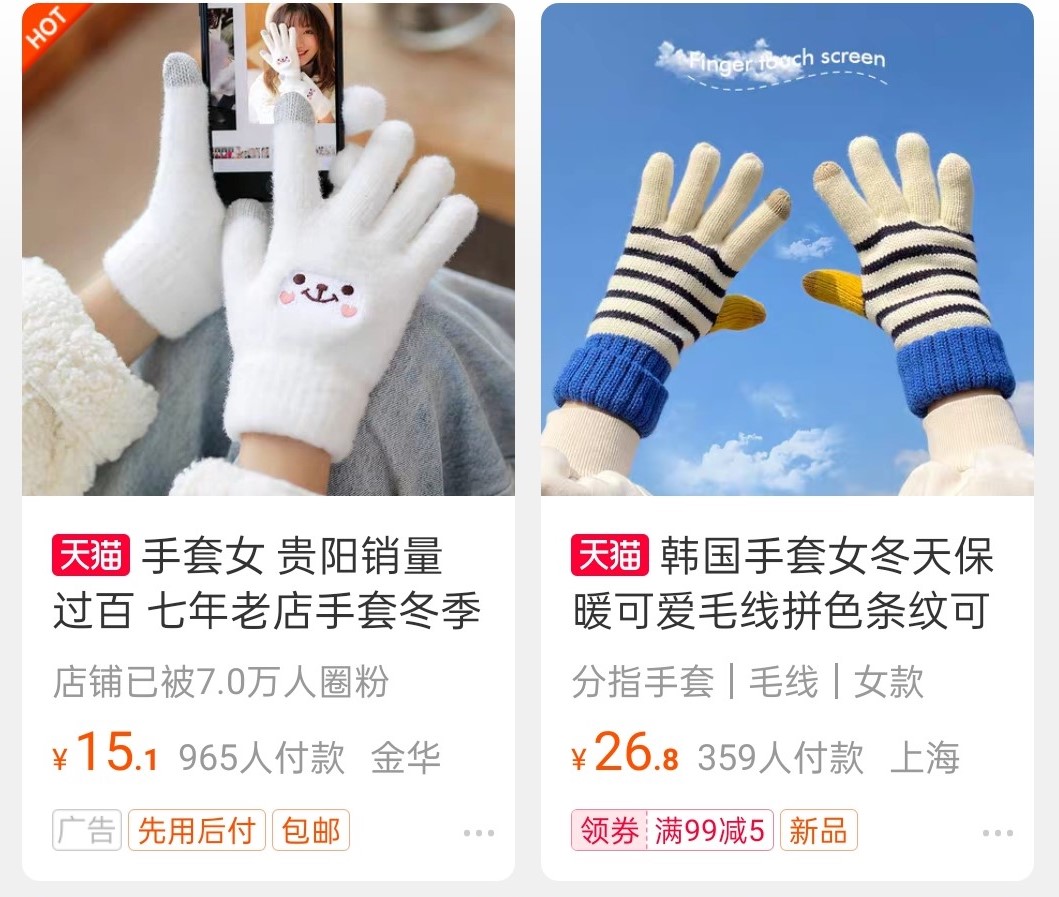 HOT
天猫 手套女 贵阳销量
过百 七年老店手套冬季
店铺已被7.0万人圈粉
¥15.1 965人付款 金华
广告 先用后付 包邮
Finger touch screen
天猫 韩国手套女冬天保
暖可爱毛线拼色条纹可
分指手套 | 毛线 | 女款
¥26.8 359人付款 上海
领券 满99减5 新品